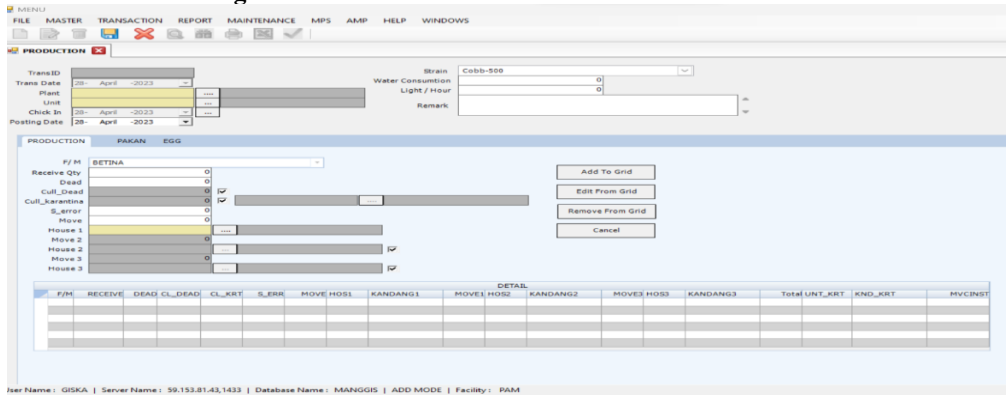 MENU
FILE MASTER TRANSACTION REPORT MAINTENANCE MPS AMP HELP WINDOWS
PRODUCTION
TransID
Trans Date 28- April -2023
Plant ....
Unit ...
Chick In 28- April -2023 ...
Posting Date 28- April -2023
Strain Cobb-500
Water Consumtion 0
Light / Hour 0
Remark
PRODUCTION PAKAN EGG
F/ M BETINA
Receive Qty 0
Dead 0
Cull_Dead 0
Cull_karantina 0 ....
S_error 0
Move 0
House 1 ....
Move 2 0
House 2 ...
Move 3 0
House 3 ...
Add To Grid
Edit From Grid
Remove From Grid
Cancel
DETAIL
F/M RECEIVE DEAD CL_DEAD CL_KRT S_ERR MOVE HOS1 KANDANG1 MOVE1 HOS2 KANDANG2 MOVE3 HOS3 KANDANG3 Total UNT_KRT KND_KRT MVCINST
User Name : GISKA | Server Name : 59.153.81.43,1433 | Database Name : MANGGIS | ADD MODE | Facility : PAM